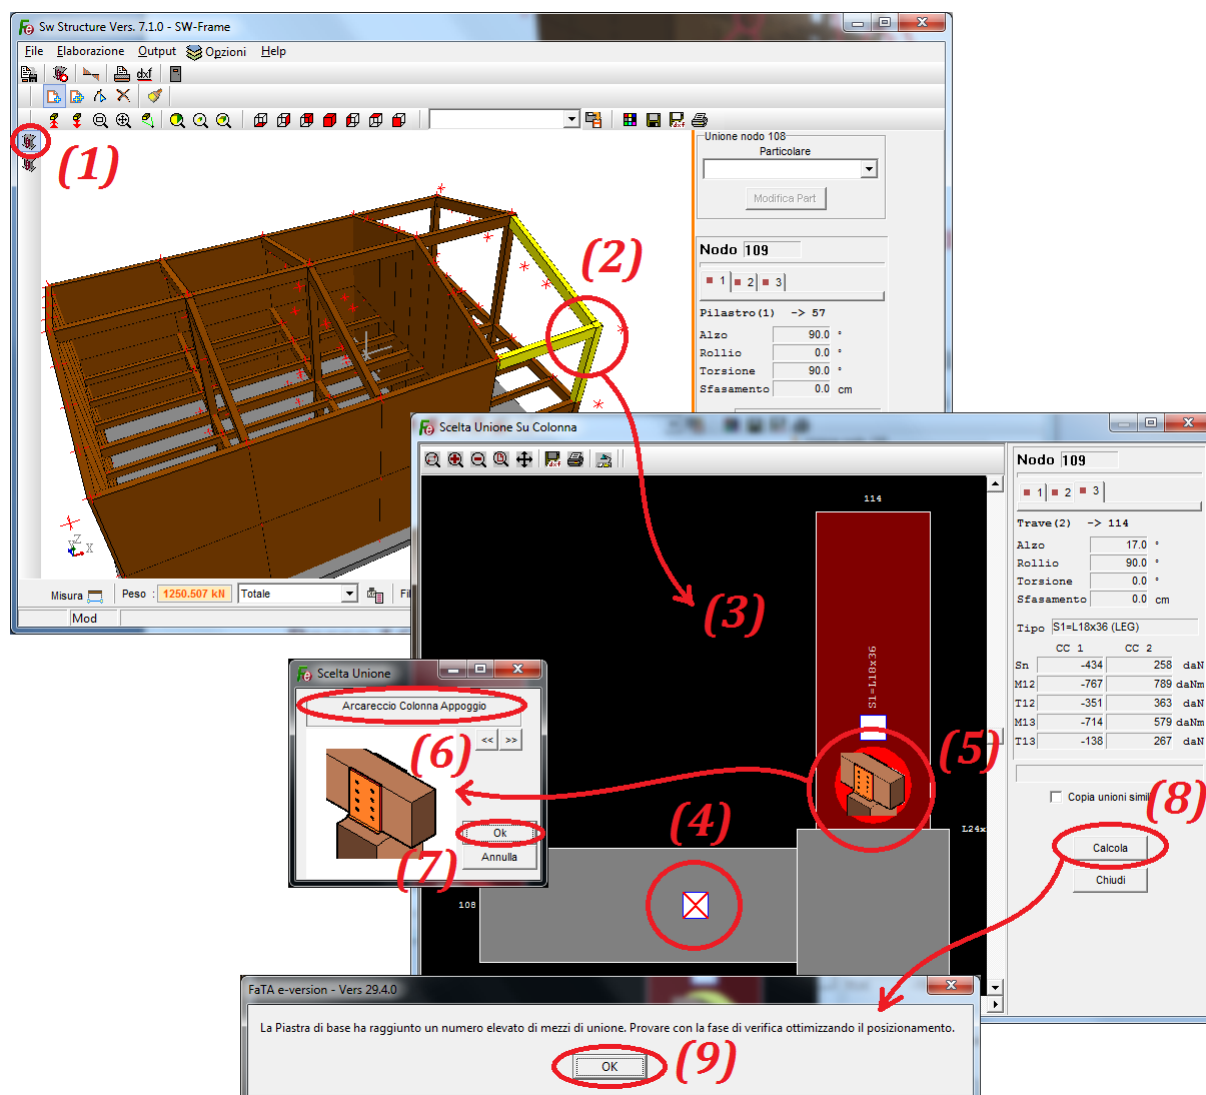 Sw Structure Vers. 7.1.0 - SW-Frame
File Elaborazione Output Opzioni Help
dxf
(1)
Unione nodo 108
Particolare
Modifica Part
(2)
Nodo 109
1 2 3
Pilastro(1) -> 57
Alzo 90.0 °
Rollio 0.0 °
Torsione 90.0 °
Sfasamento 0.0 cm
Z
X
Misura Peso : 1250.507 kN Totale Fil
Mod
Scelta Unione Su Colonna
114
S1=L18x36
(3)
(5)
(4)
L24x
108
Nodo 109
1 2 3
Trave(2) -> 114
Alzo 17.0 °
Rollio 90.0 °
Torsione 0.0 °
Sfasamento 0.0 cm
Tipo S1=L18x36 (LEG)
CC 1 CC 2
Sn -434 258 daN
M12 -767 789 daNm
T12 -351 363 daN
M13 -714 579 daNm
T13 -138 267 daN
Copia unioni simil
(8)
Calcola
Chiudi
Scelta Unione
Arcareccio Colonna Appoggio
<< >>
(6)
Ok
(7)
Annulla
FaTA e-version - Vers 29.4.0
La Piastra di base ha raggiunto un numero elevato di mezzi di unione. Provare con la fase di verifica ottimizzando il posizionamento.
OK
(9)